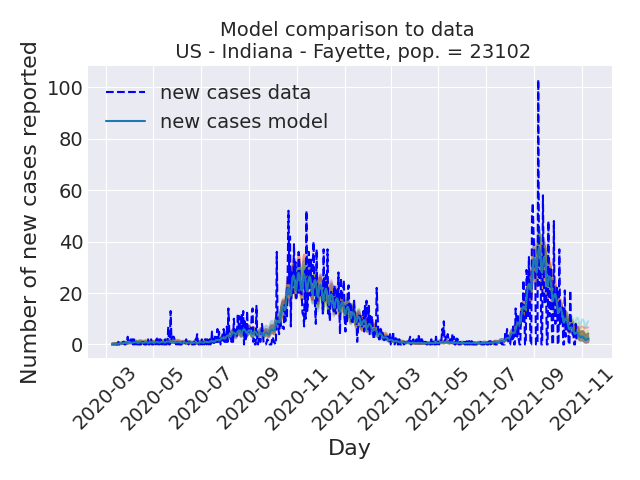 Model comparison to data
US - Indiana - Fayette, pop. = 23102
Number of new cases reported
100
80
60
40
20
0
new cases data
new cases model
2020-03
2020-05
2020-07
2020-09
2020-11
2021-01
2021-03
2021-05
2021-07
2021-09
2021-11
Day